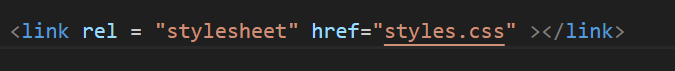 <link rel = "stylesheet" href="styles.css" ></link>